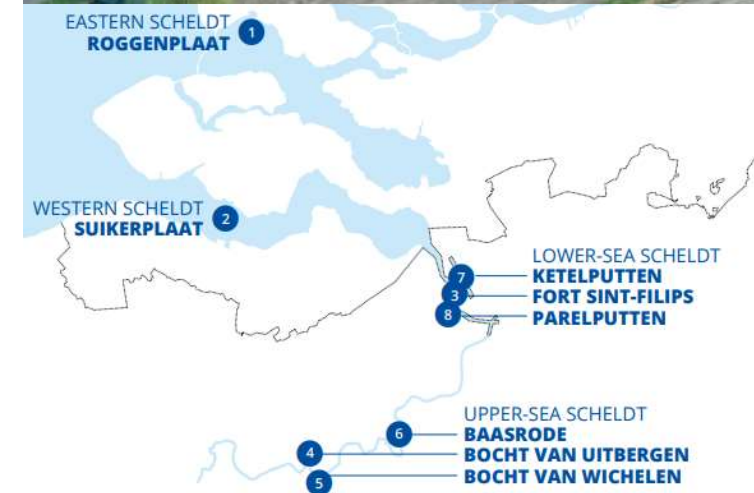 EASTERN SCHELDT
ROGGENPLAAT
1
WESTERN SCHELDT
SUIKERPLAAT
2
LOWER-SEA SCHELDT
7
KETELPUTTEN
3
FORT SINT-FILIPS
8
PARELPUTTEN
UPPER-SEA SCHELDT
6
BAASRODE
4
BOCHT VAN UITBERGEN
5
BOCHT VAN WICHELEN